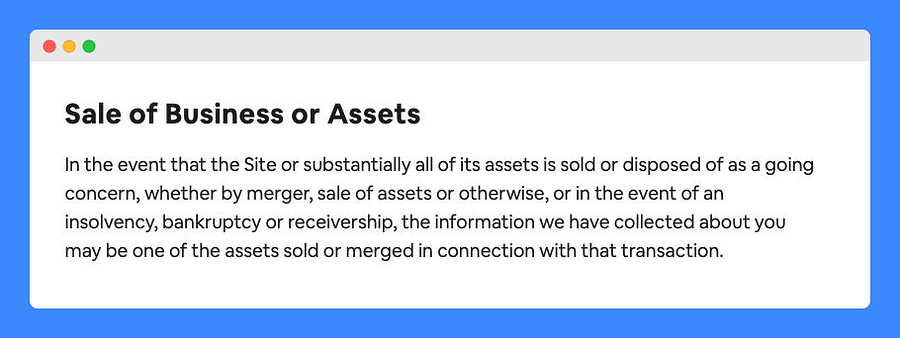 Sale of Business or Assets
In the event that the Site or substantially all of its assets is sold or disposed of as a going
concern, whether by merger, sale of assets or otherwise, or in the event of an
insolvency, bankruptcy or receivership, the information we have collected about you
may be one of the assets sold or merged in connection with that transaction.